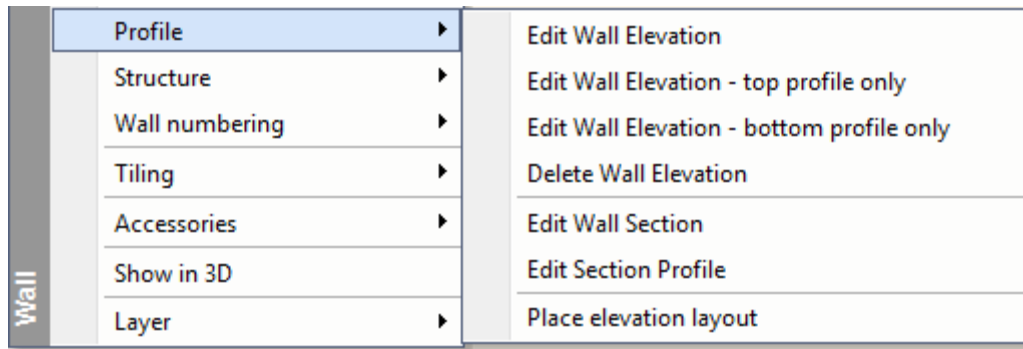 Wall
Profile
Structure
Wall numbering
Tiling
Accessories
Show in 3D
Layer
Edit Wall Elevation
Edit Wall Elevation - top profile only
Edit Wall Elevation - bottom profile only
Delete Wall Elevation
Edit Wall Section
Edit Section Profile
Place elevation layout